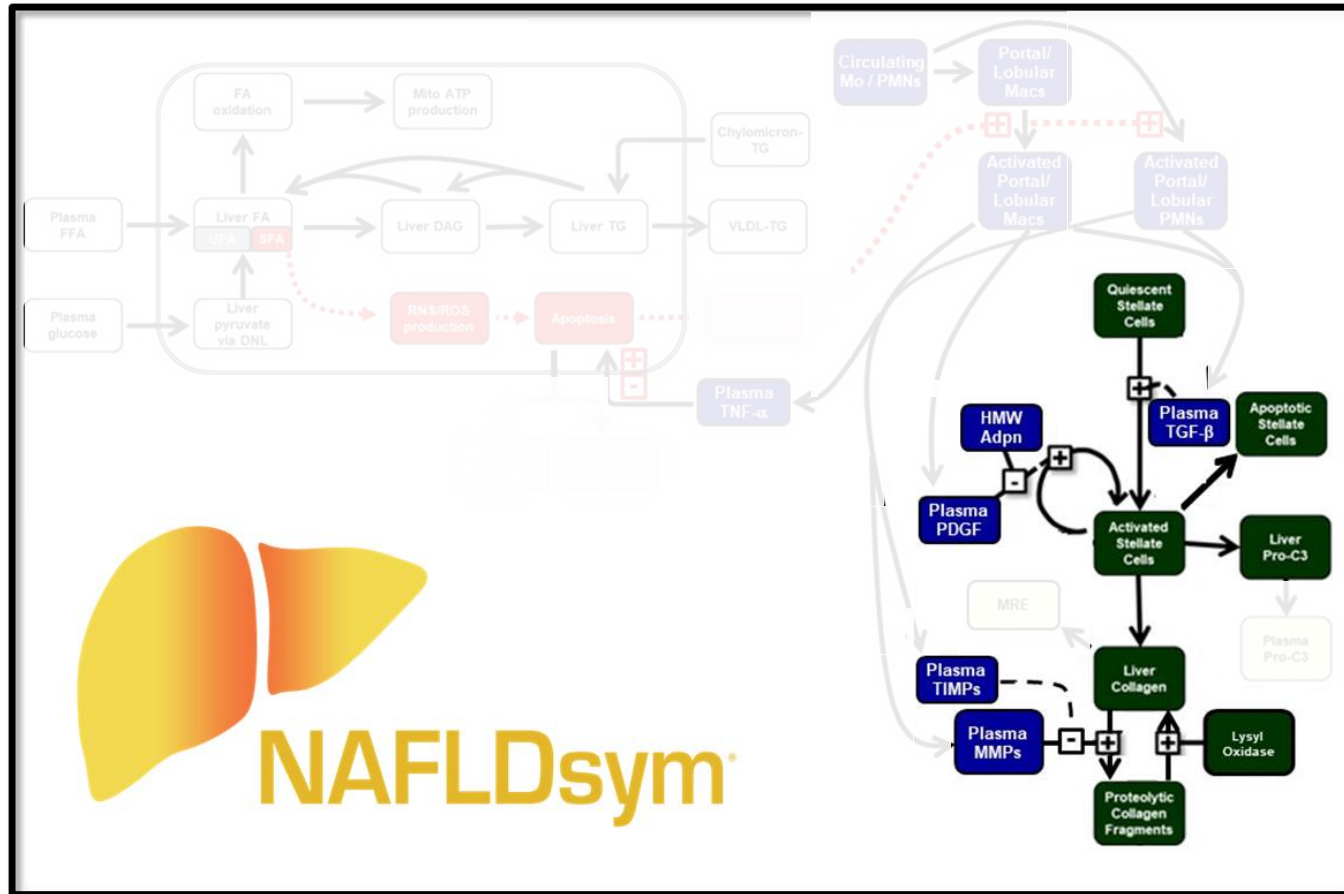 FA
oxidation
Mito ATP
production
Chylomicron-
TG
Plasma
FFA
Liver FA
UFA
SFA
Liver DAG
Liver TG
VLDL-TG
Plasma
glucose
Liver
pyruvate
via DNL
RNS/ROS
production
Apoptosis
+
-
Plasma
TNF-α
Circulating
Mo / PMNs
Portal/
Lobular
Macs
+
+
Activated
Portal/
Lobular
Macs
Activated
Portal/
Lobular
PMNs
Quiescent
Stellate
Cells
+
Plasma
TGF-β
Apoptotic
Stellate
Cells
HMW
Adpn
+
-
Plasma
PDGF
Activated
Stellate
Cells
Liver
Pro-C3
MRE
Plasma
Pro-C3
Plasma
TIMPs
Liver
Collagen
Plasma
MMPs
-
+
+
Lysyl
Oxidase
Proteolytic
Collagen
Fragments
NAFLDsym®